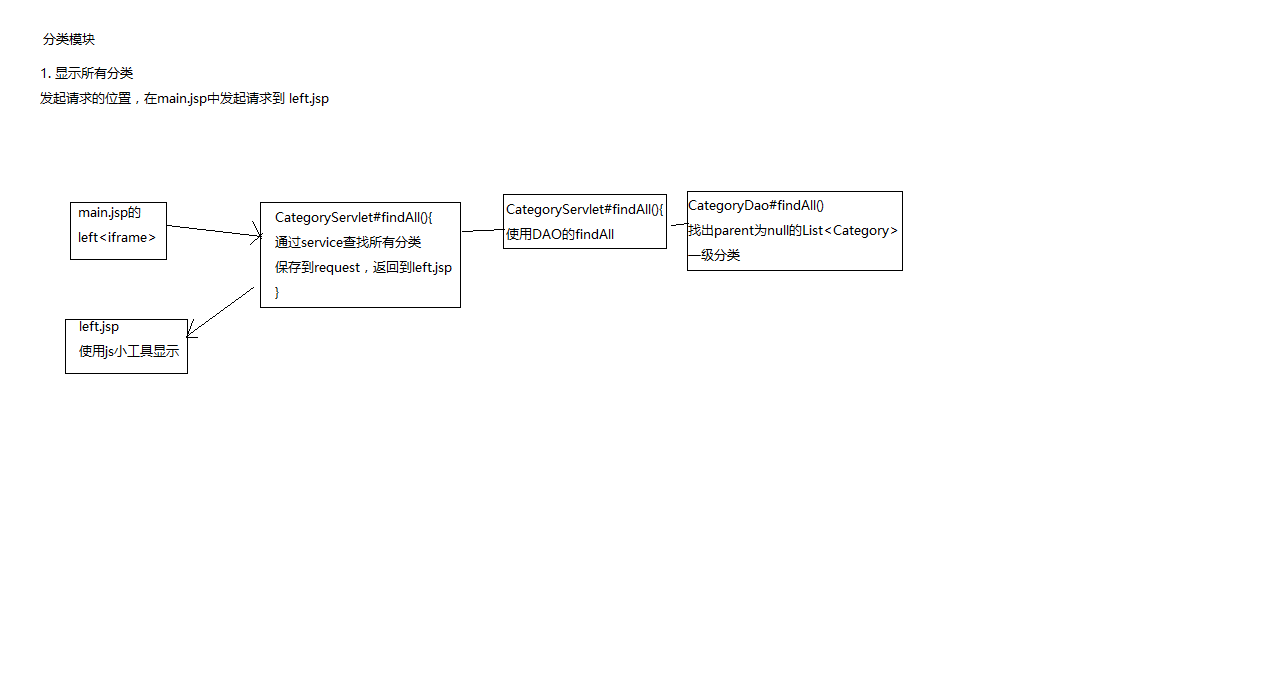 分类模块
1. 显示所有分类
发起请求的位置，在main.jsp中发起请求到 left.jsp
main.jsp的
left<iframe>
CategoryServlet#findAll(){
通过service查找所有分类
保存到request，返回到left.jsp
}
CategoryServlet#findAll(){
使用DAO的findAll
CategoryDao#findAll()
找出parent为null的List<Category>
一级分类
left.jsp
使用js小工具显示